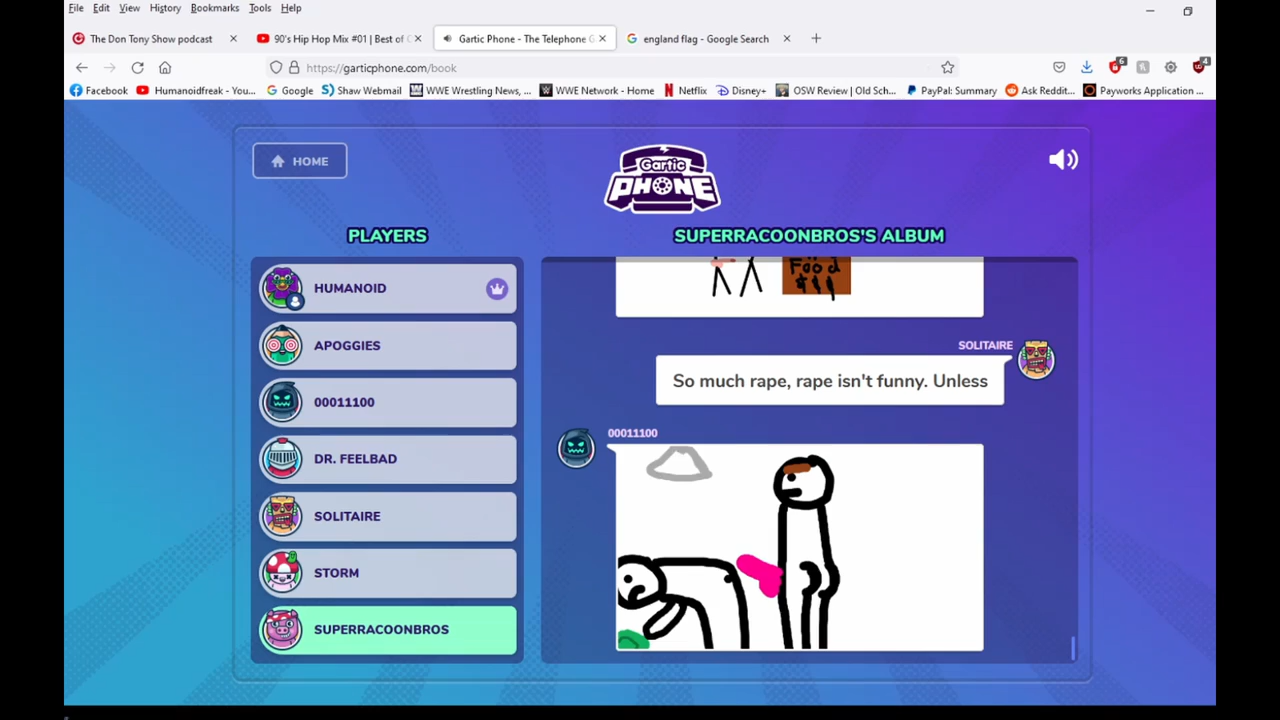 File Edit View History Bookmarks Tools Help
The Don Tony Show podcast
90's Hip Hop Mix #01 | Best of
Gartic Phone - The Telephone G
england flag - Google Search
https://garticphone.com/book
6
4
Facebook
Humanoidfreak - You...
Google
Shaw Webmail
WWE Wrestling News, ...
WWE Network - Home
Netflix
Disney+
OSW Review | Old Sch...
PayPal: Summary
Ask Reddit...
Payworks Application ...
HOME
Gartic
PHONE
PLAYERS
SUPERRACOONBROS'S ALBUM
HUMANOID
APOGGIES
00011100
DR. FEELBAD
SOLITAIRE
STORM
SUPERRACOONBROS
Food
$
SOLITAIRE
So much rape, rape isn't funny. Unless
00011100